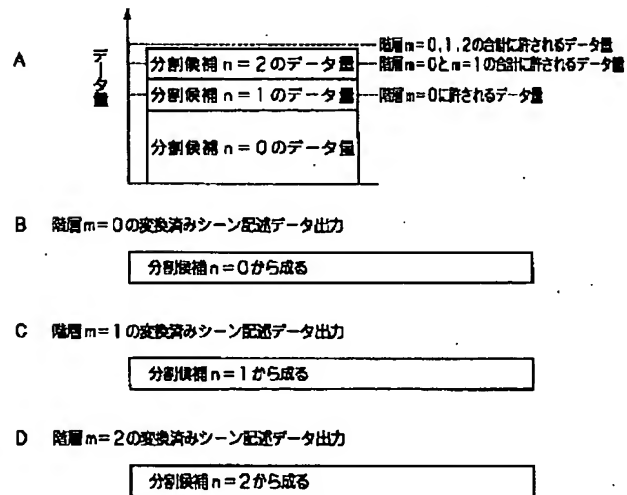 A
データ量
階層m=0,1,2の合計に許されるデータ量
分割候補n=2のデータ量
階層m=0とm=1の合計に許されるデータ量
分割候補n=1のデータ量
階層m=0に許されるデータ量
分割候補n=0のデータ量
B 階層m=0の変換済みシーン記述データ出力
分割候補n=0から成る
C 階層m=1の変換済みシーン記述データ出力
分割候補n=1から成る
D 階層m=2の変換済みシーン記述データ出力
分割候補n=2から成る